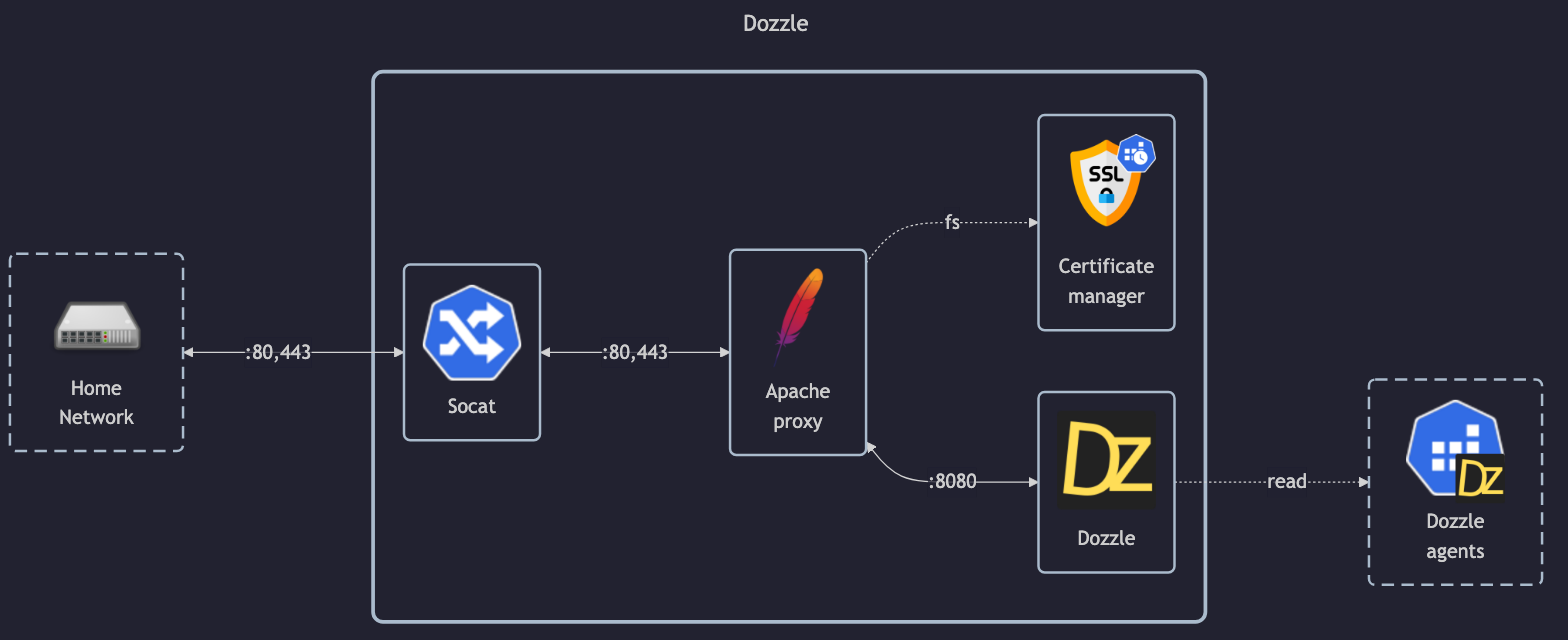 Dozzle
SSL
Certificate
manager
fs
Home
Network
:80,443
Socat
:80,443
Apache
proxy
:8080
DZ
Dozzle
read
DZ
Dozzle
agents